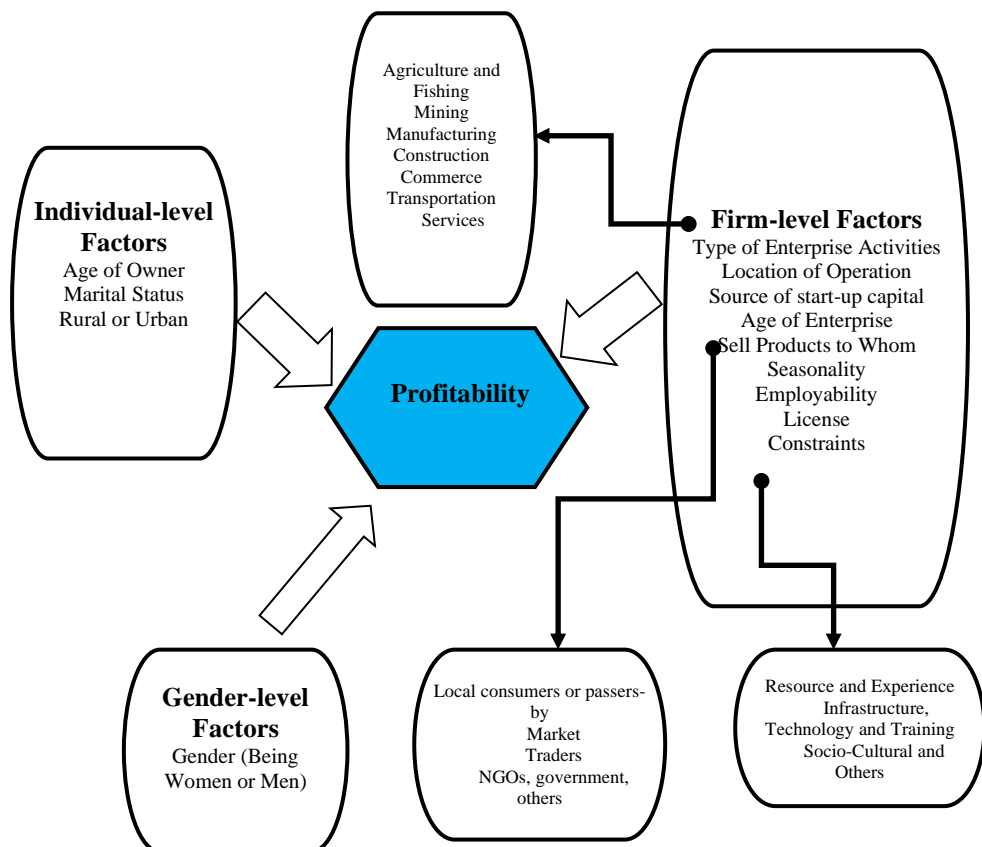 Agriculture and
Fishing
Mining
Manufacturing
Construction
Commerce
Transportation
Services
Individual-level
Factors
Age of Owner
Marital Status
Rural or Urban
Firm-level Factors
Type of Enterprise Activities
Location of Operation
Source of start-up capital
Age of Enterprise
Sell Products to Whom
Seasonality
Employability
License
Constraints
Profitability
Gender-level
Factors
Gender (Being
Women or Men)
Local consumers or passers-
by
Market
Traders
NGOs, government,
others
Resource and Experience
Infrastructure,
Technology and Training
Socio-Cultural and
Others